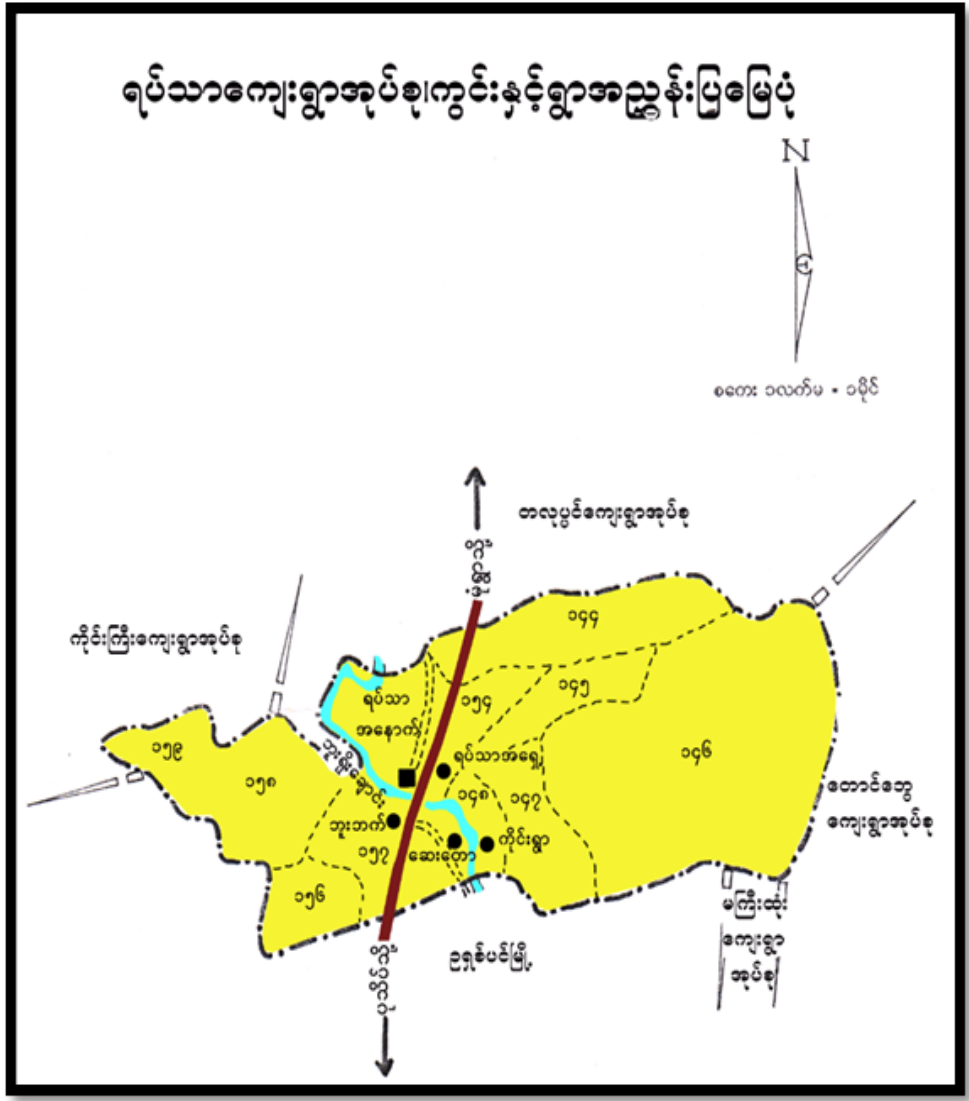 ရပ်သာကျေးရွာအုပ်စု၊ကွင်းနှင့်ရွာအညွှန်းပြမြေပုံ
N
စကေး ၁လက်မ = ၁မိုင်
တလုပ္ပင်ကျေးရွာအုပ်စု
ကိုင်းကြီးကျေးရွာအုပ်စု
၁၄၄
၁၄၅
ရပ်သာ
အနောက်
၁၅၄
၁၅၉
၁၅၈
၁၄၆
ရပ်သာအရှေ့
၁၄၈
၁၄၇
တောင်ဘွေ
ကျေးရွာအုပ်စု
ဘူးဘက်
၁၅၇
ဆေးတော
ကိုင်းရွာ
၁၅၆
မကြီးထုံး
ကျေးရွာ
အုပ်စု
ဥရှစ်ပင်မြို့